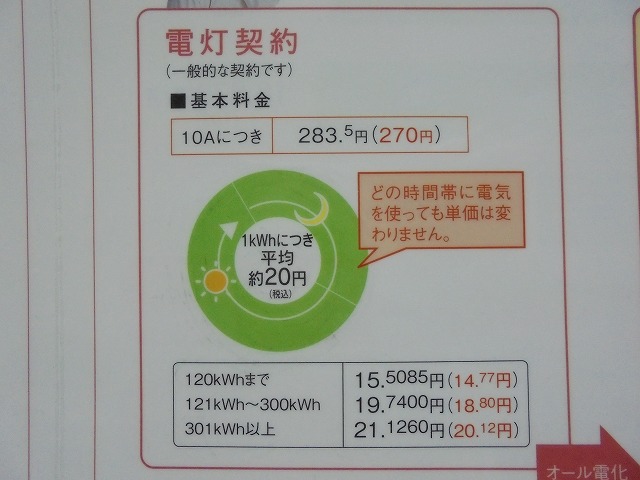 電灯契約
(一般的な契約です)
■基本料金
10Aにつき 283.5円(270円)
どの時間帯に電気
を使っても単価は変
わりません。
1kWhにつき
平均
約20円
(税込)
120kWhまで 15.5085円(14.77円)
121kWh〜300kWh 19.7400円(18.80円)
301kWh以上 21.1260円(20.12円)
オール電化